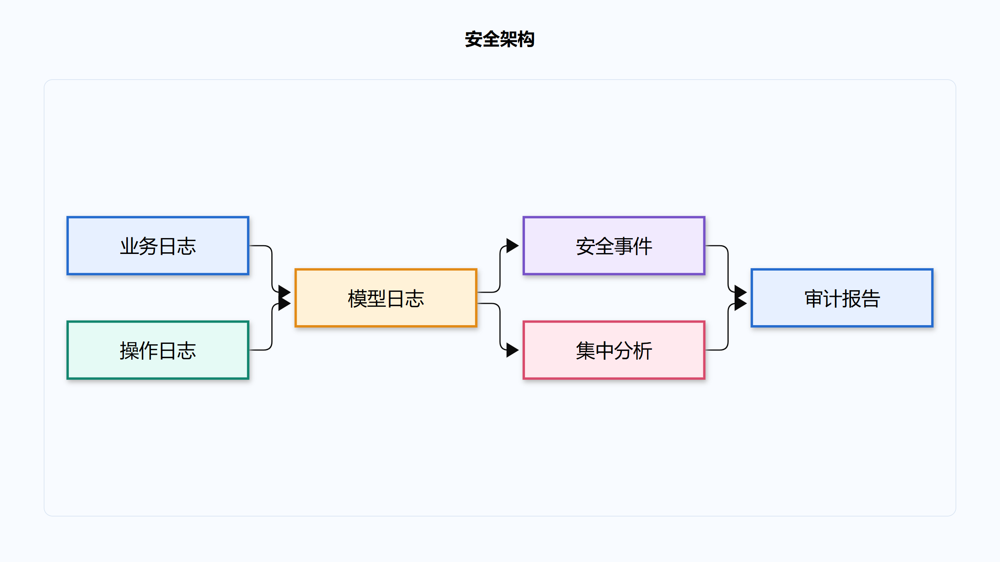 安全架构
业务日志
操作日志
模型日志
安全事件
集中分析
审计报告